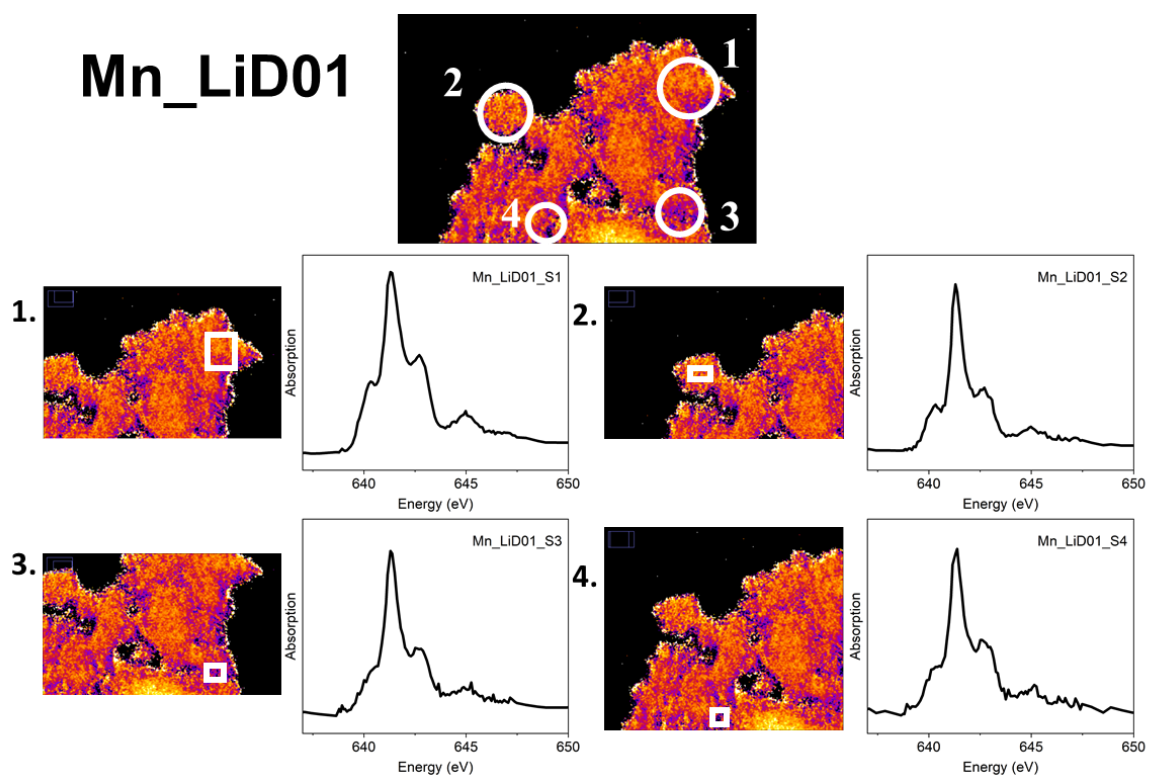 Mn_LiD01
1
2
3
4
1.
Mn_LiD01_S1
Absorption
640
645
650
Energy (eV)
2.
Mn_LiD01_S2
Absorption
640
645
650
Energy (eV)
3.
Mn_LiD01_S3
Absorption
640
645
650
Energy (eV)
4.
Mn_LiD01_S4
Absorption
640
645
650
Energy (eV)